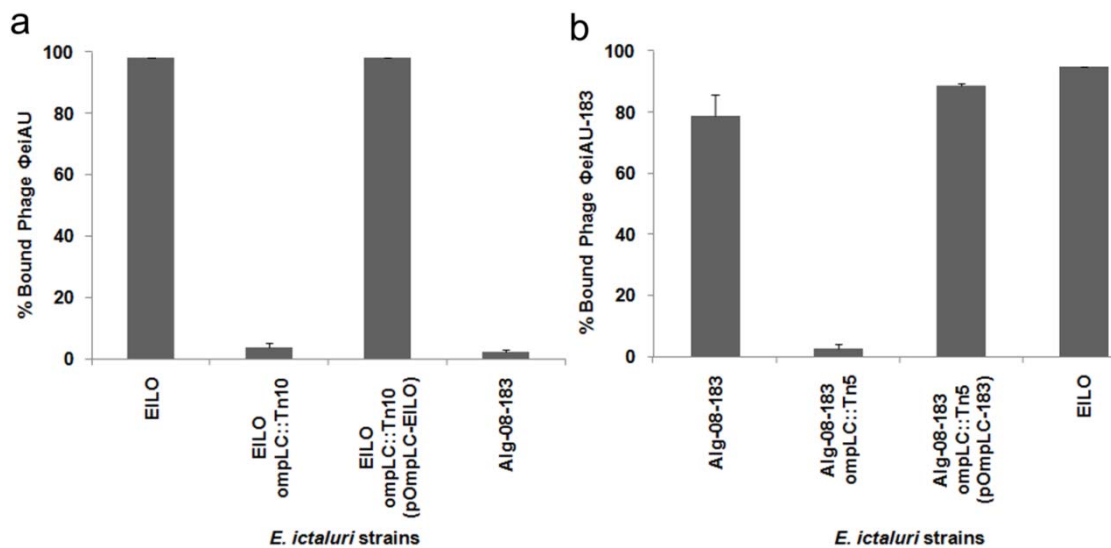 a
% Bound Phage ΦeiAU
100
80
60
40
20
0
EILO
EILO
ompLC::Tn10
EILO
ompLC::Tn10
(pOmpLC-EILO)
Alg-08-183
E. ictaluri strains
b
% Bound Phage ΦeiAU-183
100
80
60
40
20
0
Alg-08-183
Alg-08-183
ompLC::Tn5
Alg-08-183
ompLC::Tn5
(pOmpLC-183)
EILO
E. ictaluri strains